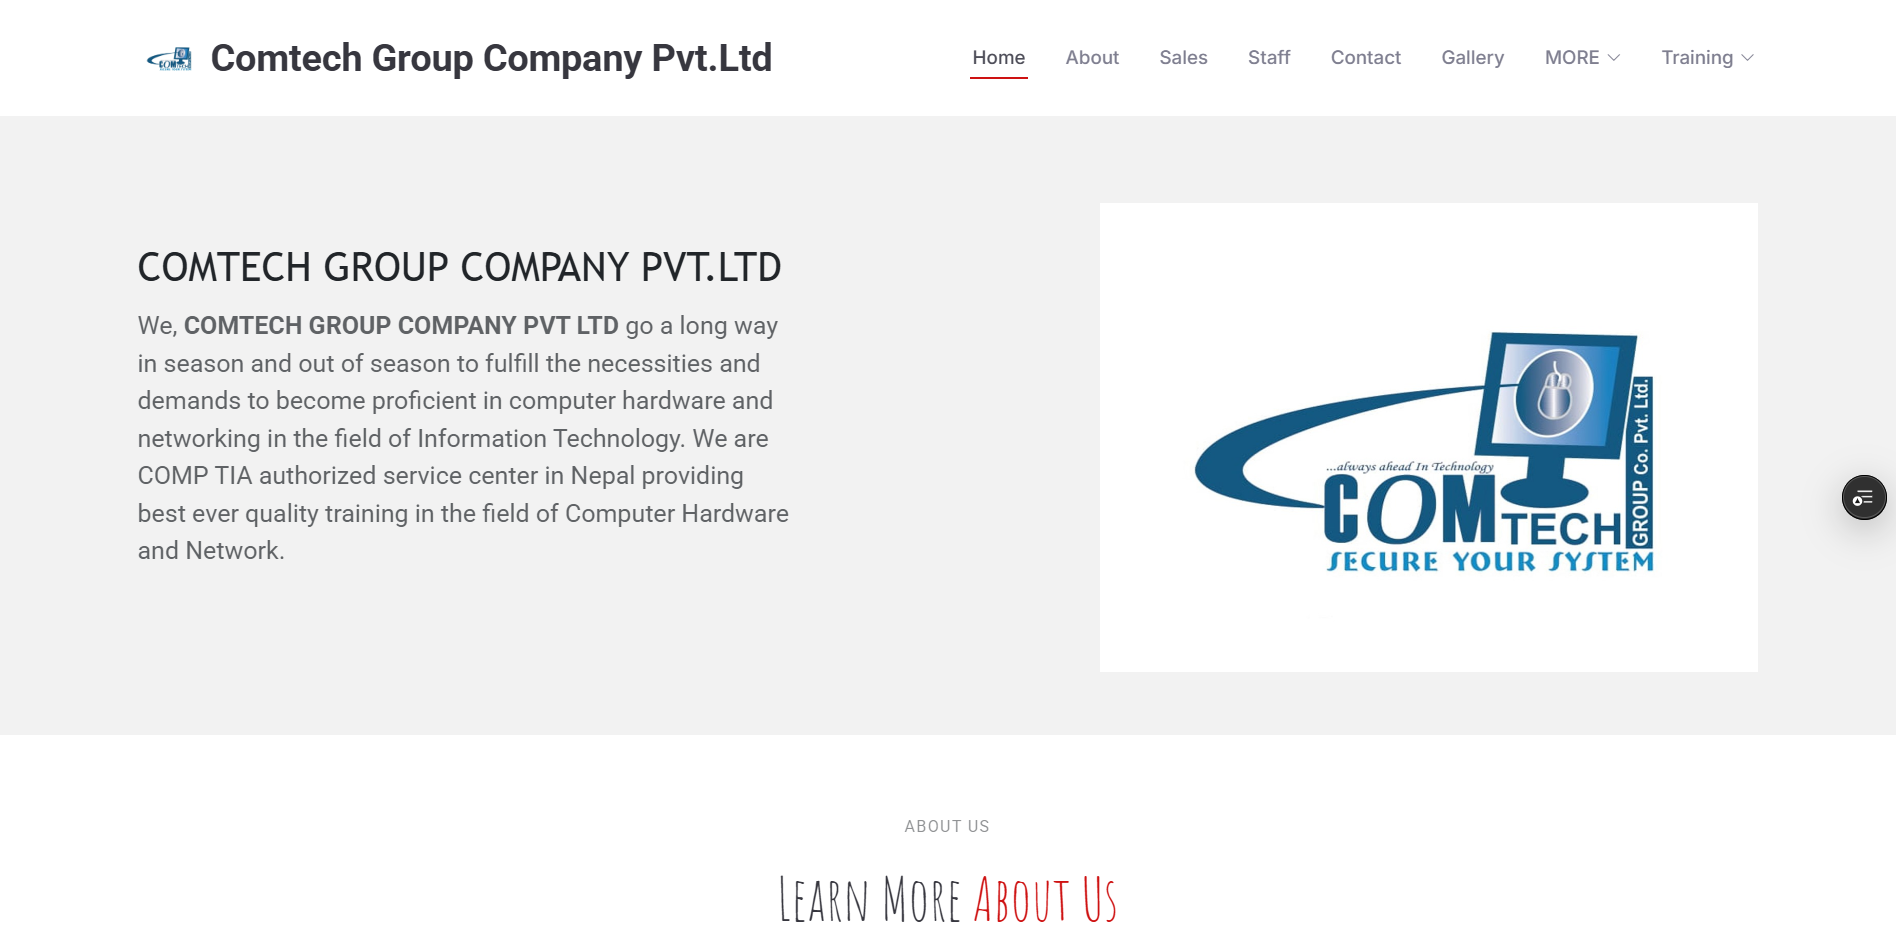 Comtech Group Company Pvt.Ltd
Home
About
Sales
Staff
Contact
Gallery
MORE
Training
COMTECH GROUP COMPANY PVT.LTD
We, COMTECH GROUP COMPANY PVT LTD go a long way
in season and out of season to fulfill the necessities and
demands to become proficient in computer hardware and
networking in the field of Information Technology. We are
COMP TIA authorized service center in Nepal providing
best ever quality training in the field of Computer Hardware
and Network.
...always ahead In Technology
COMTECH
GROUP Co. Pvt. Ltd.
SECURE YOUR SYSTEM
ABOUT US
Learn More About Us